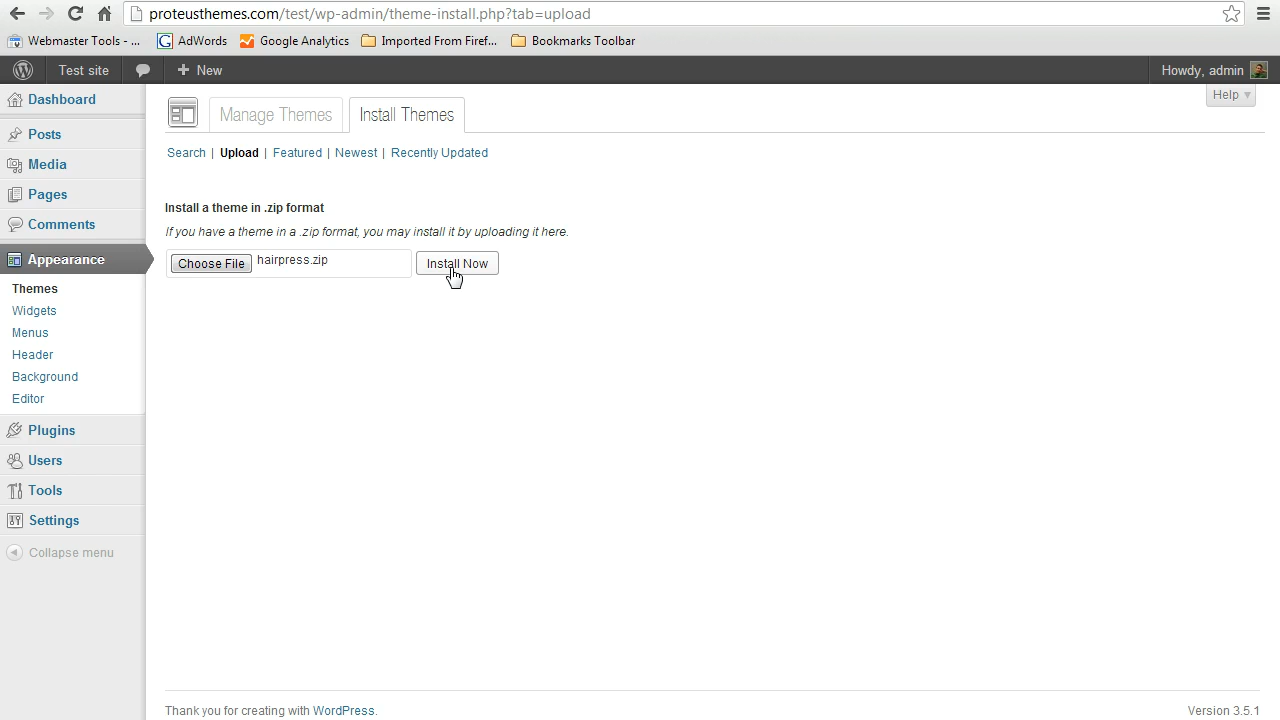 proteusthemes.com/test/wp-admin/theme-install.php?tab=upload
Webmaster Tools - ... AdWords Google Analytics Imported From Firef... Bookmarks Toolbar
Test site + New Howdy, admin
Help
Dashboard
Posts
Media
Pages
Comments
Appearance
Themes
Widgets
Menus
Header
Background
Editor
Plugins
Users
Tools
Settings
Collapse menu
Manage Themes Install Themes
Search | Upload | Featured | Newest | Recently Updated
Install a theme in .zip format
If you have a theme in a .zip format, you may install it by uploading it here.
Choose File hairpress.zip Install Now
Thank you for creating with WordPress. Version 3.5.1